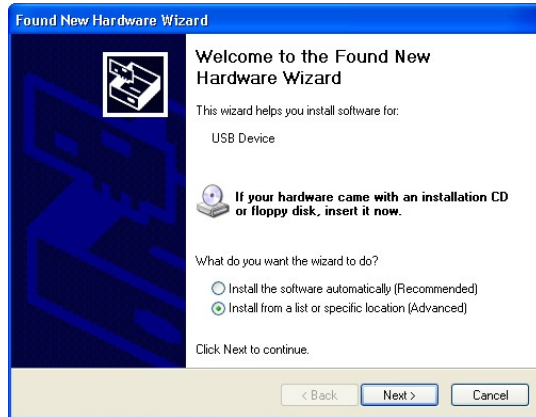 Found New Hardware Wizard
Welcome to the Found New
Hardware Wizard
This wizard helps you install software for:
USB Device
If your hardware came with an installation CD
or floppy disk, insert it now.
What do you want the wizard to do?
Install the software automatically (Recommended)
Install from a list or specific location (Advanced)
Click Next to continue.
< Back
Next >
Cancel